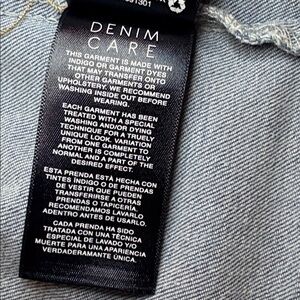 DENIM
CARE
THIS GARMENT IS MADE WITH
INDIGO OR GARMENT DYES
THAT MAY TRANSFER ONTO
OTHER GARMENTS OR
UPHOLSTERY. WE RECOMMEND
WASHING INSIDE OUT BEFORE
WEARING.
EACH GARMENT HAS BEEN
TREATED WITH A SPECIAL
WASHING AND/OR DYEING
TECHNIQUE FOR A TRULY
UNIQUE LOOK. VARIATION
FROM ONE GARMENT TO
ANOTHER IS COMPLETELY
NORMAL AND A PART OF THE
DESIRED EFFECT.
ESTA PRENDA ESTÁ HECHA CON
TINTES ÍNDIGO O DE PRENDAS
DE VESTIR QUE PUEDEN
TRANSFERIRSE A OTRAS
PRENDAS O TAPICERÍA.
RECOMENDAMOS LAVARLO
ADENTRO ANTES DE USARLO.
CADA PRENDA HA SIDO
TRATADA CON UNA TÉCNICA
ESPECIAL DE LAVADO Y/O
MANTE PARA UNA APARIENCIA
VERDADERAMENTE ÚNICA.